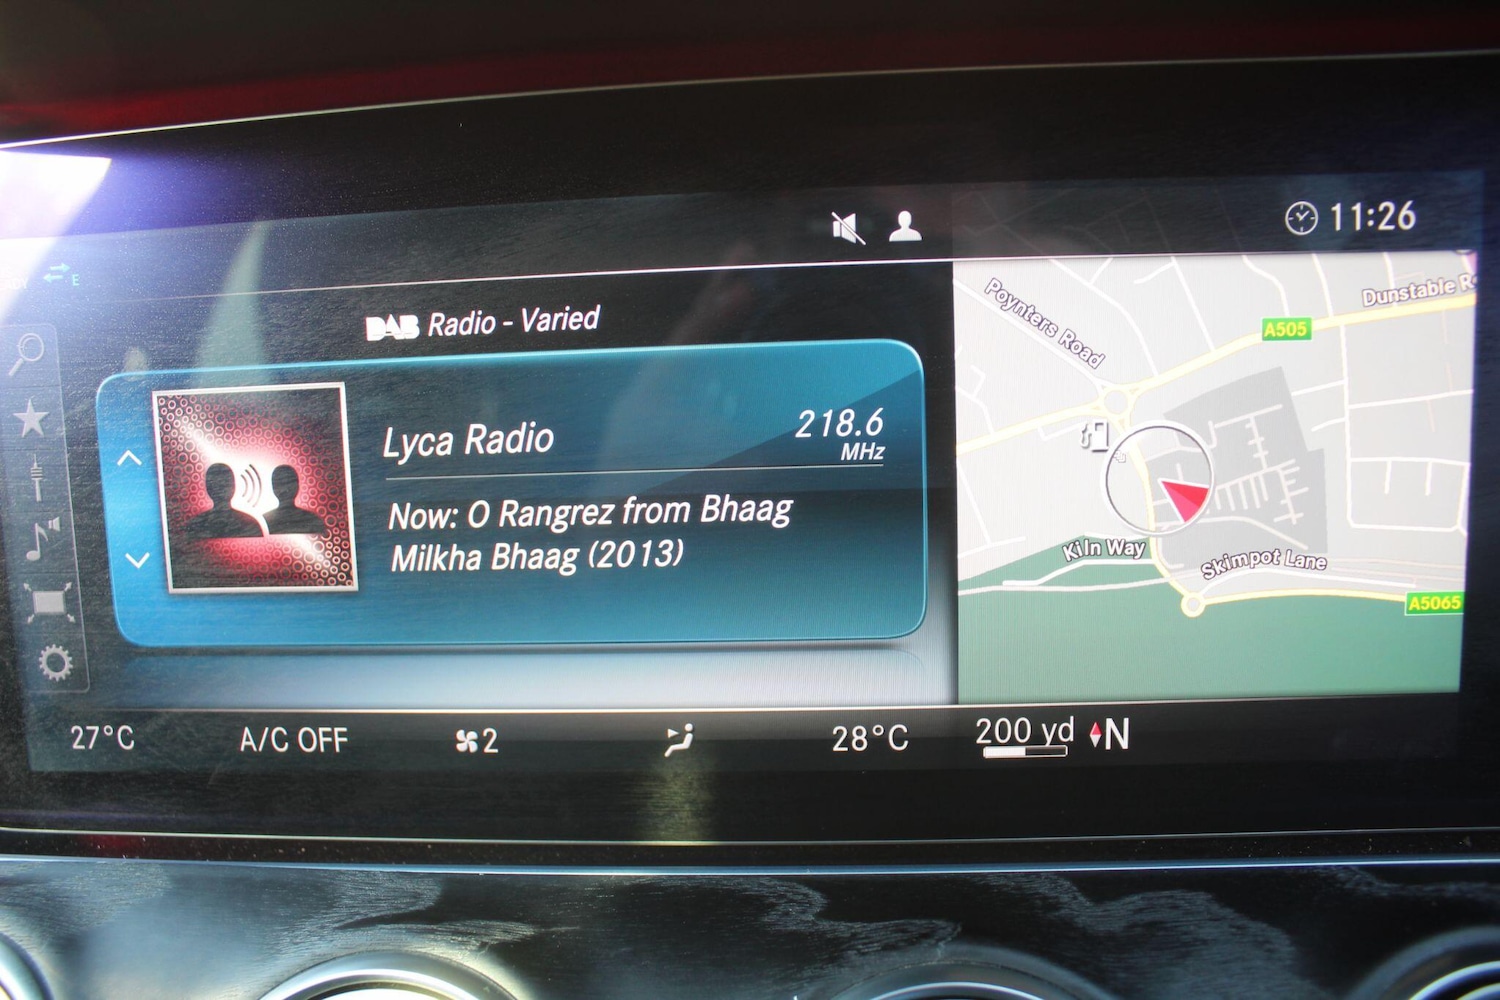 11:26
E
DAB Radio - Varied
Lyca Radio
218.6
MHz
Now: O Rangrez from Bhaag
Milkha Bhaag (2013)
Poynters Road
Dunstable R
A505
Kiln Way
Skimpot Lane
A5065
27°C
A/C OFF
2
28°C
200 yd
N